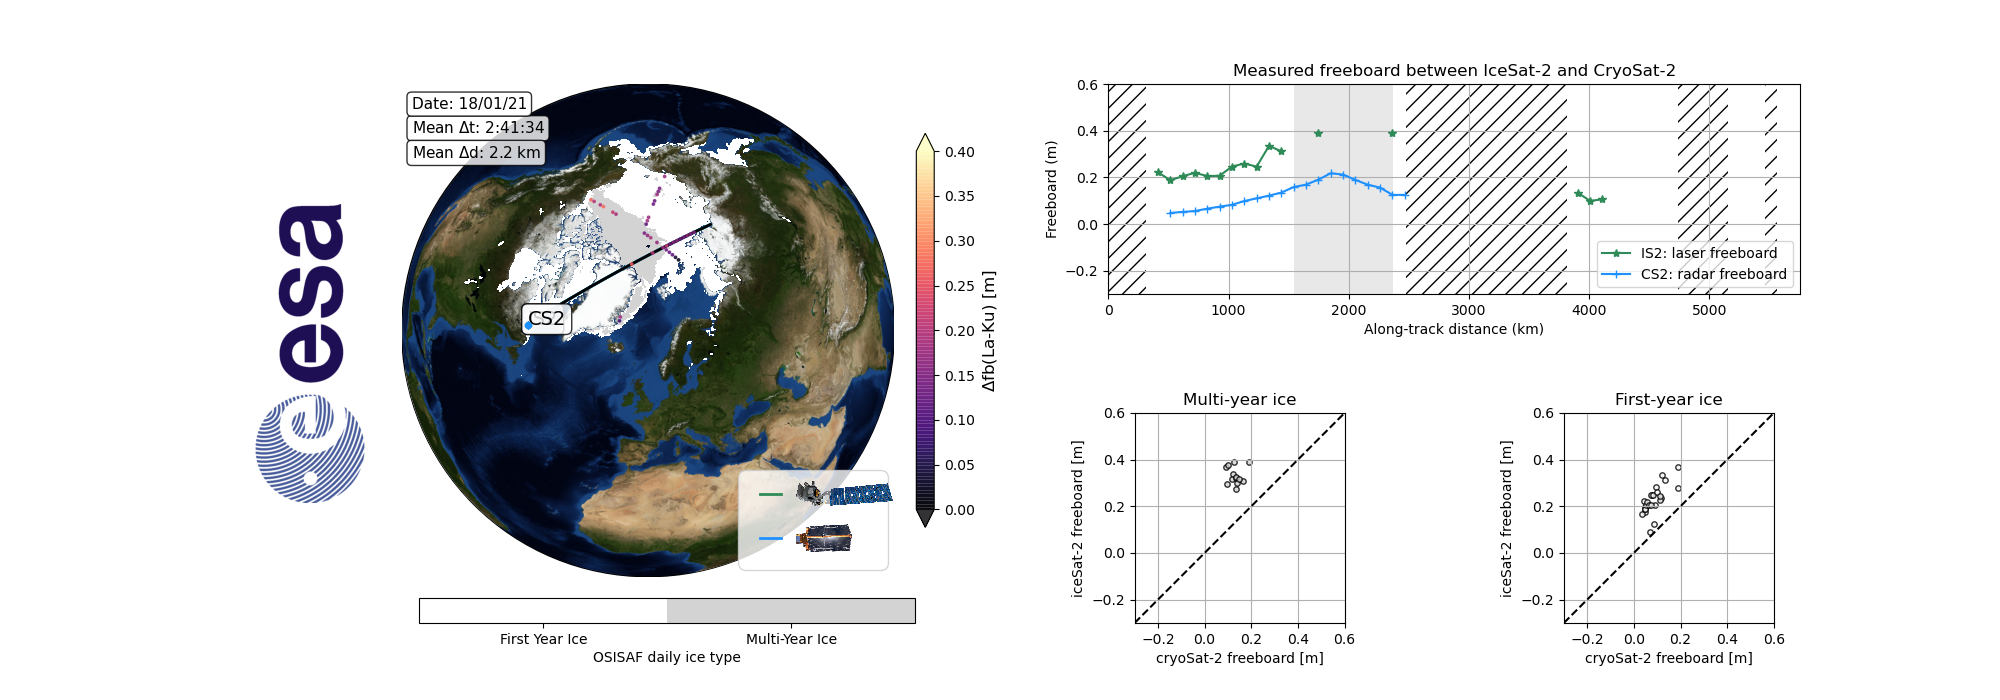 Date: 18/01/21
Mean Δt: 2:41:34
Mean Δd: 2.2 km
esa
CS2
0.40
0.35
0.30
0.25
0.20
0.15
0.10
0.05
0.00
Δfb(La-Ku) [m]
First Year Ice
Multi-Year Ice
OSISAF daily ice type
Measured freeboard between IceSat-2 and CryoSat-2
0.6
0.4
0.2
0.0
−0.2
Freeboard (m)
0
1000
2000
3000
4000
5000
Along-track distance (km)
IS2: laser freeboard
CS2: radar freeboard
Multi-year ice
0.6
0.4
0.2
0.0
−0.2
iceSat-2 freeboard [m]
−0.2
0.0
0.2
0.4
0.6
cryoSat-2 freeboard [m]
First-year ice
0.6
0.4
0.2
0.0
−0.2
iceSat-2 freeboard [m]
−0.2
0.0
0.2
0.4
0.6
cryoSat-2 freeboard [m]